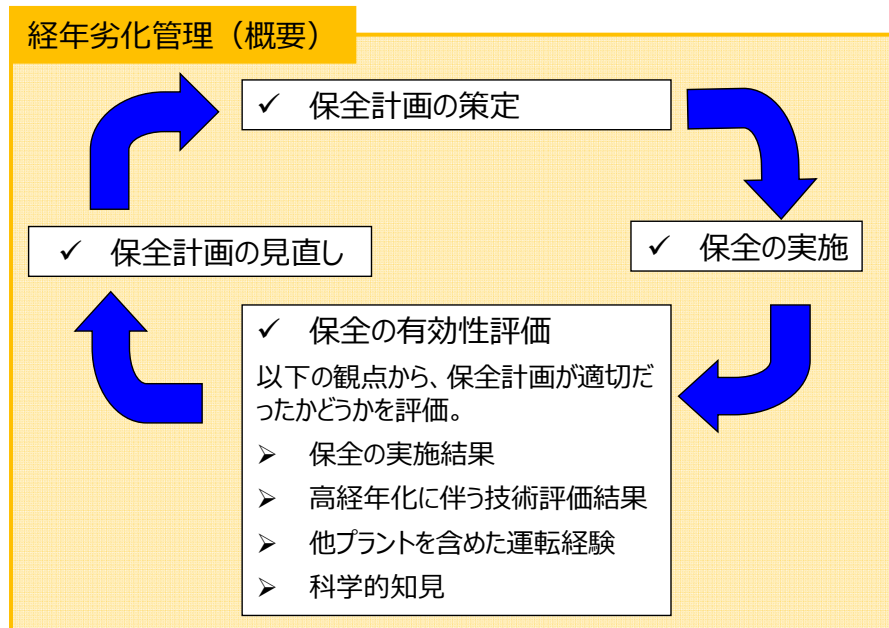 経年劣化管理（概要）
✓ 保全計画の策定
✓ 保全計画の見直し
✓ 保全の実施
✓ 保全の有効性評価
以下の観点から、保全計画が適切だ
ったかどうかを評価。
➢ 保全の実施結果
➢ 高経年化に伴う技術評価結果
➢ 他プラントを含めた運転経験
➢ 科学的知見